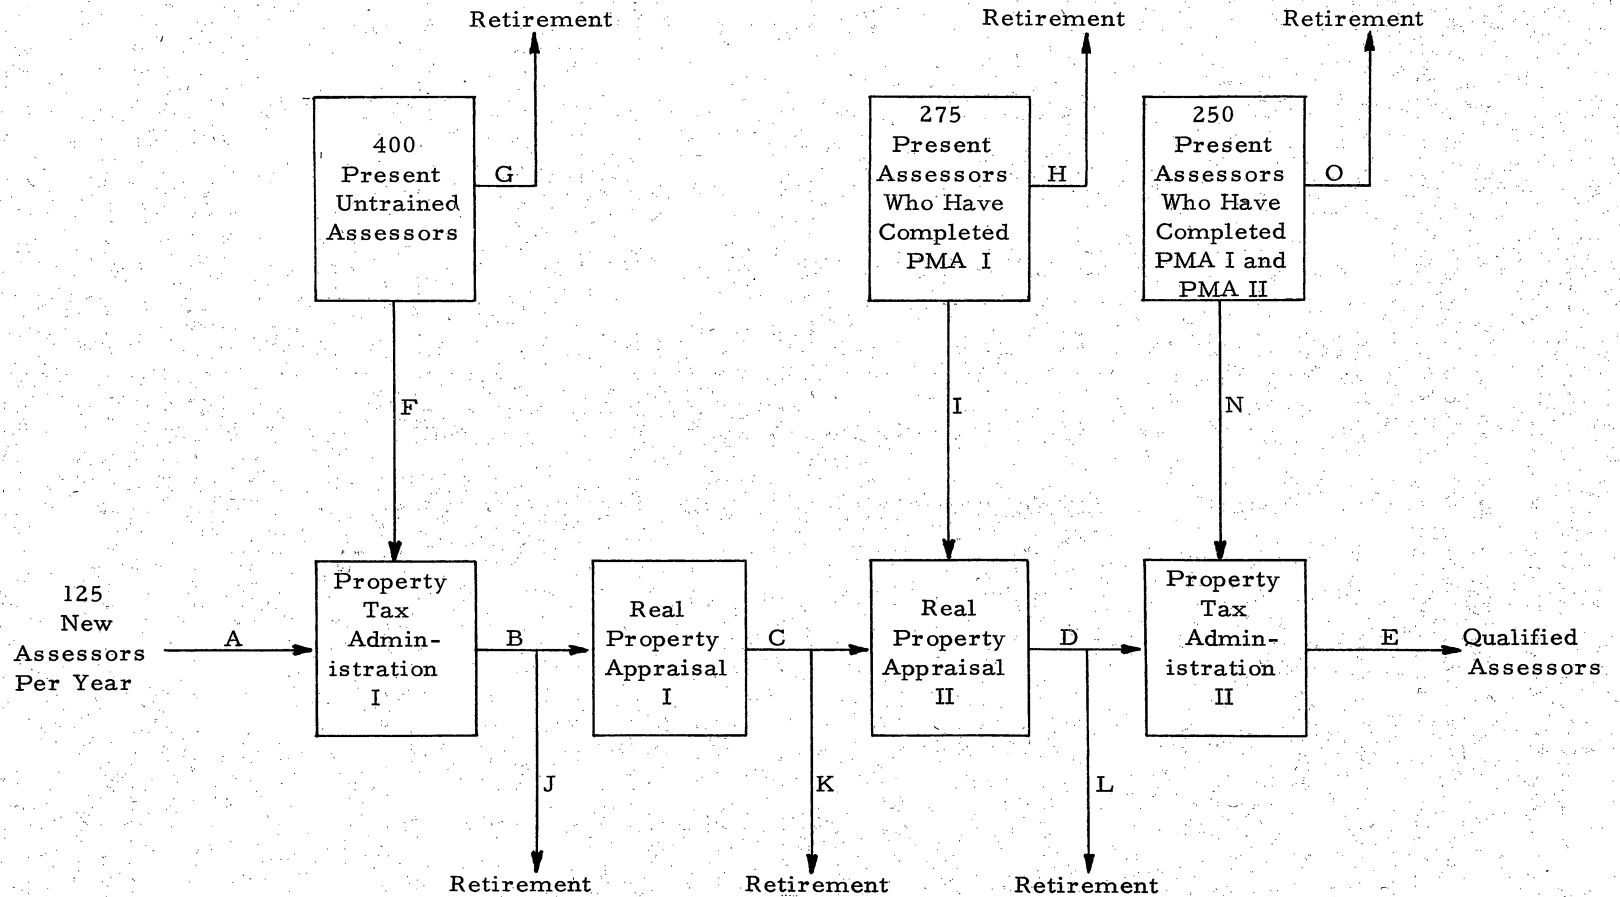 Retirement
Retirement
Retirement
400
Present
Untrained
Assessors
G
275
Present
Assessors
Who Have
Completed
PMA I
H
250
Present
Assessors
Who Have
Completed
PMA I and
PMA II
O
F
I
N
125
New
Assessors
Per Year
A
Property
Tax
Admin-
istration
I
B
Real
Property
Appraisal
I
C
Real
Property
Appraisal
II
D
Property
Tax
Admin-
istration
II
E
Qualified
Assessors
J
K
L
Retirement
Retirement
Retirement